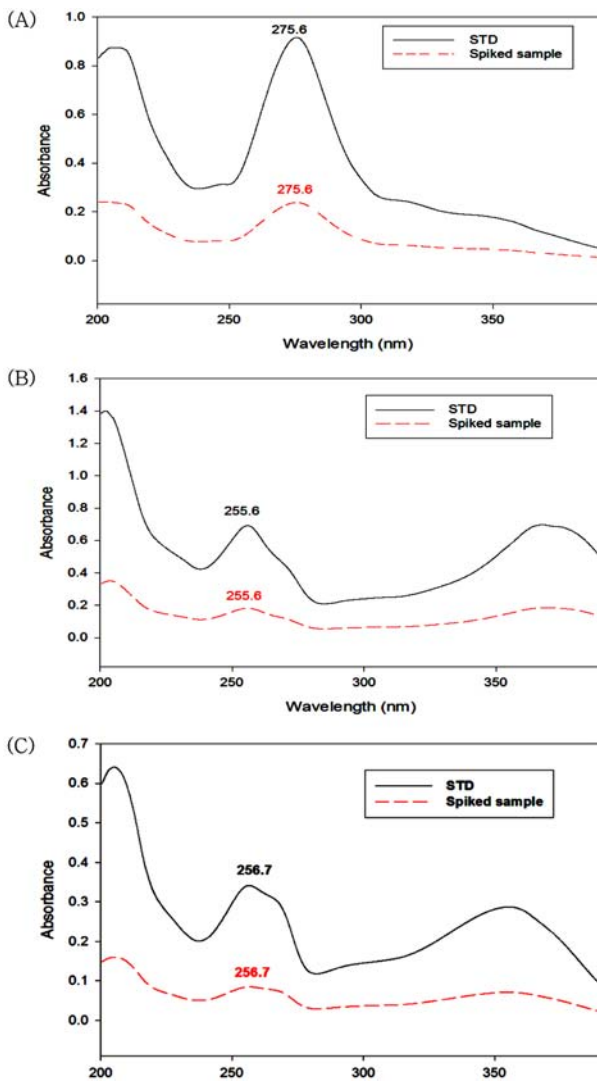 (A)
1.0
0.8
0.6
0.4
0.2
0.0
Absorbance
275.6
275.6
STD
Spiked sample
200
250
300
350
Wavelength (nm)
(B)
1.6
1.4
1.2
1.0
0.8
0.6
0.4
0.2
0.0
Absorbance
255.6
255.6
STD
Spiked sample
200
250
300
350
Wavelength (nm)
(C)
0.7
0.6
0.5
0.4
0.3
0.2
0.1
0.0
Absorbance
256.7
256.7
STD
Spiked sample
200
250
300
350